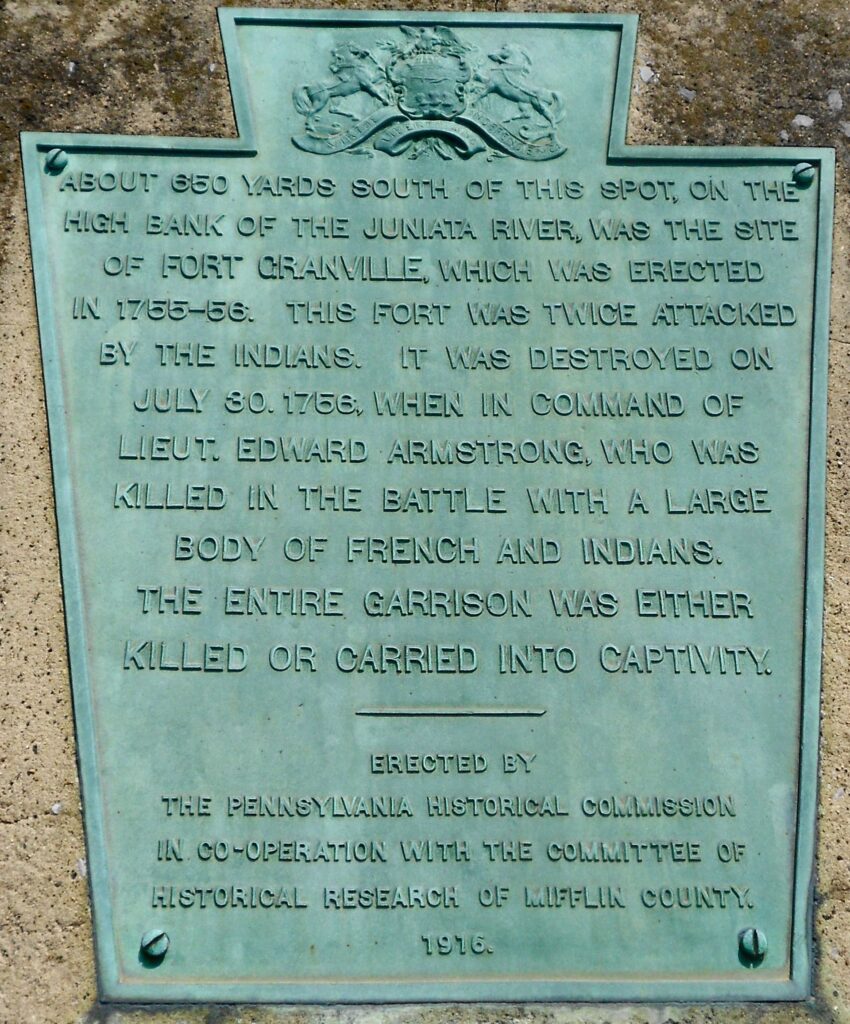 ABOUT 650 YARDS SOUTH OF THIS SPOT, ON THE
HIGH BANK OF THE JUNIATA RIVER, WAS THE SITE
OF FORT GRANVILLE, WHICH WAS ERECTED
IN 1755-56. THIS FORT WAS TWICE ATTACKED
BY THE INDIANS. IT WAS DESTROYED ON
JULY 30. 1756, WHEN IN COMMAND OF
LIEUT. EDWARD ARMSTRONG, WHO WAS
KILLED IN THE BATTLE WITH A LARGE
BODY OF FRENCH AND INDIANS.
THE ENTIRE GARRISON WAS EITHER
KILLED OR CARRIED INTO CAPTIVITY.
ERECTED BY
THE PENNSYLVANIA HISTORICAL COMMISSION
IN CO-OPERATION WITH THE COMMITTEE OF
HISTORICAL RESEARCH OF MIFFLIN COUNTY.
1916.